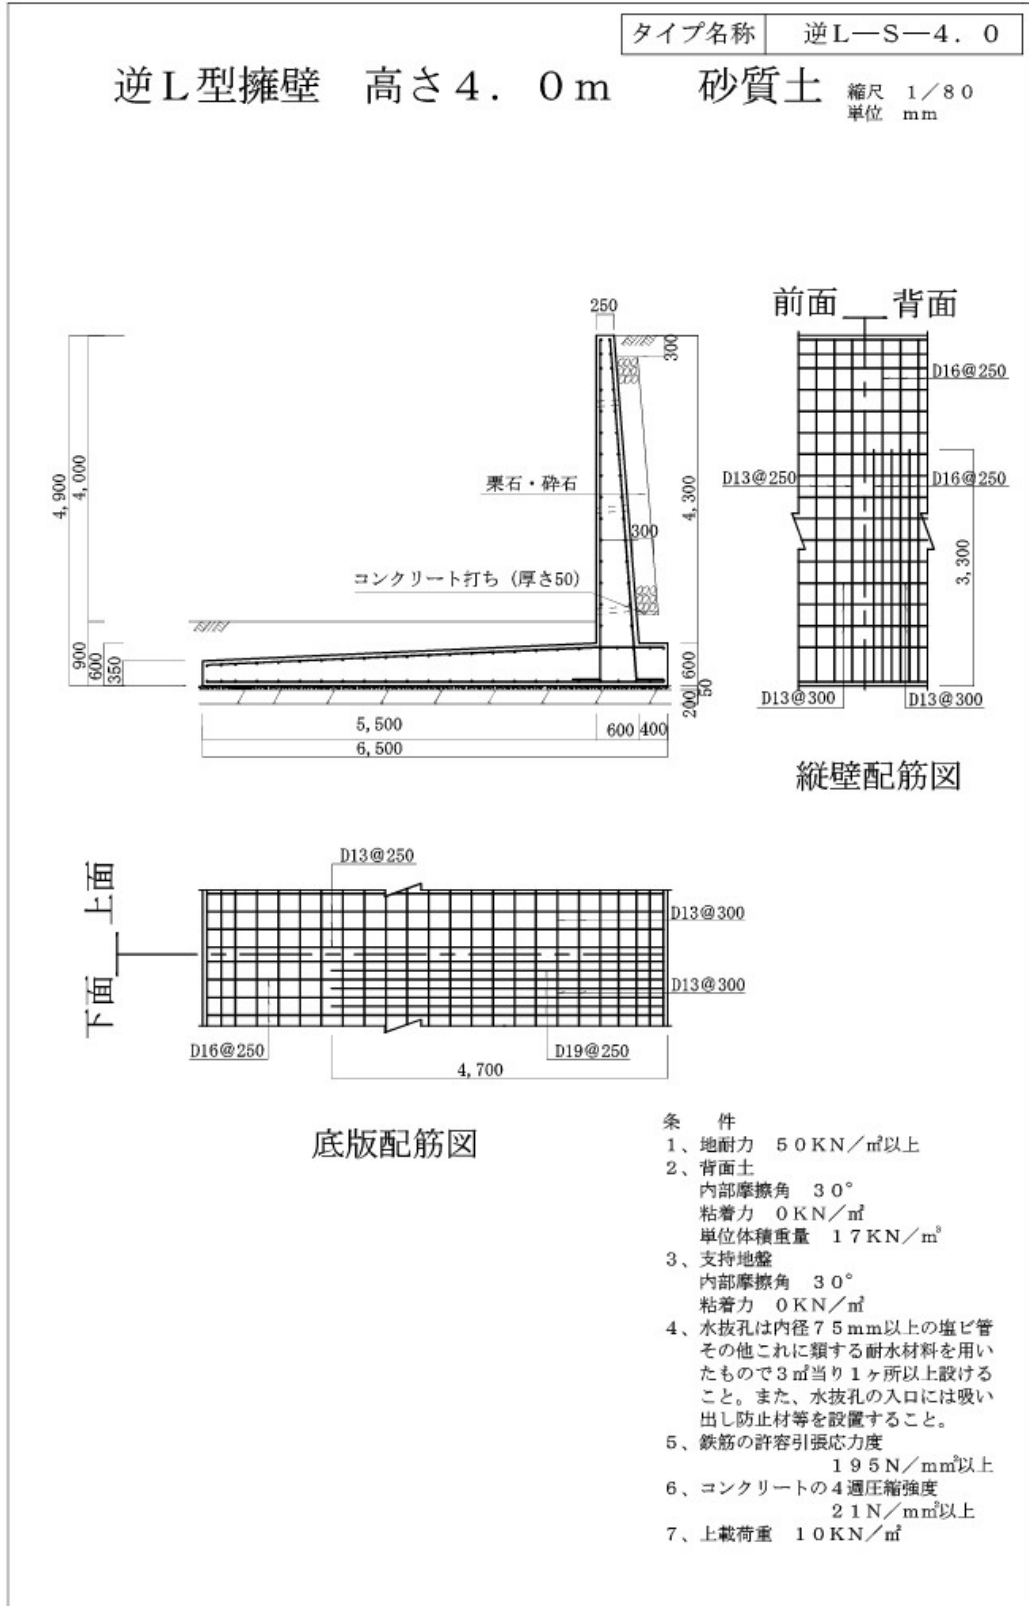 タイプ名称 逆L—S—4．0
逆L型擁壁 高さ4．0m 砂質土
縮尺 1／80
単位 mm
250
前面 背面
300
D16@250
4,900
4,000
栗石・砕石
4,300
D13@250
D16@250
300
3,300
コンクリート打ち（厚さ50）
900
600
350
600
50
200
5,500
600
400
6,500
D13@300
D13@300
縦壁配筋図
D13@250
上面
下面
D13@300
D13@300
D16@250
D19@250
4,700
底版配筋図
条 件
1、地耐力 50KN／㎡以上
2、背面土
内部摩擦角 30°
粘着力 0KN／㎡
単位体積重量 17KN／m³
3、支持地盤
内部摩擦角 30°
粘着力 0KN／㎡
4、水抜孔は内径75mm以上の塩ビ管
その他これに類する耐水材料を用い
たもので3㎡当り1ヶ所以上設ける
こと。また、水抜孔の入口には吸い
出し防止材等を設置すること。
5、鉄筋の許容引張応力度
195N／mm²以上
6、コンクリートの4週圧縮強度
21N／mm²以上
7、上載荷重 10KN／㎡